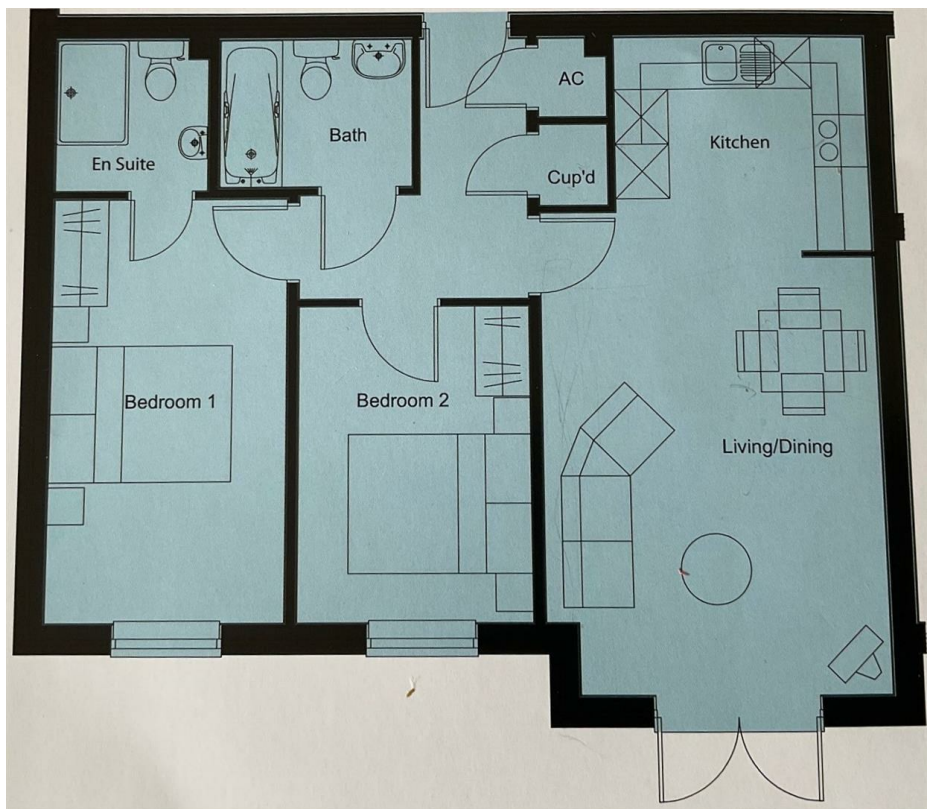 AC
Bath
Kitchen
En Suite
Cup'd
Bedroom 1
Bedroom 2
Living/Dining